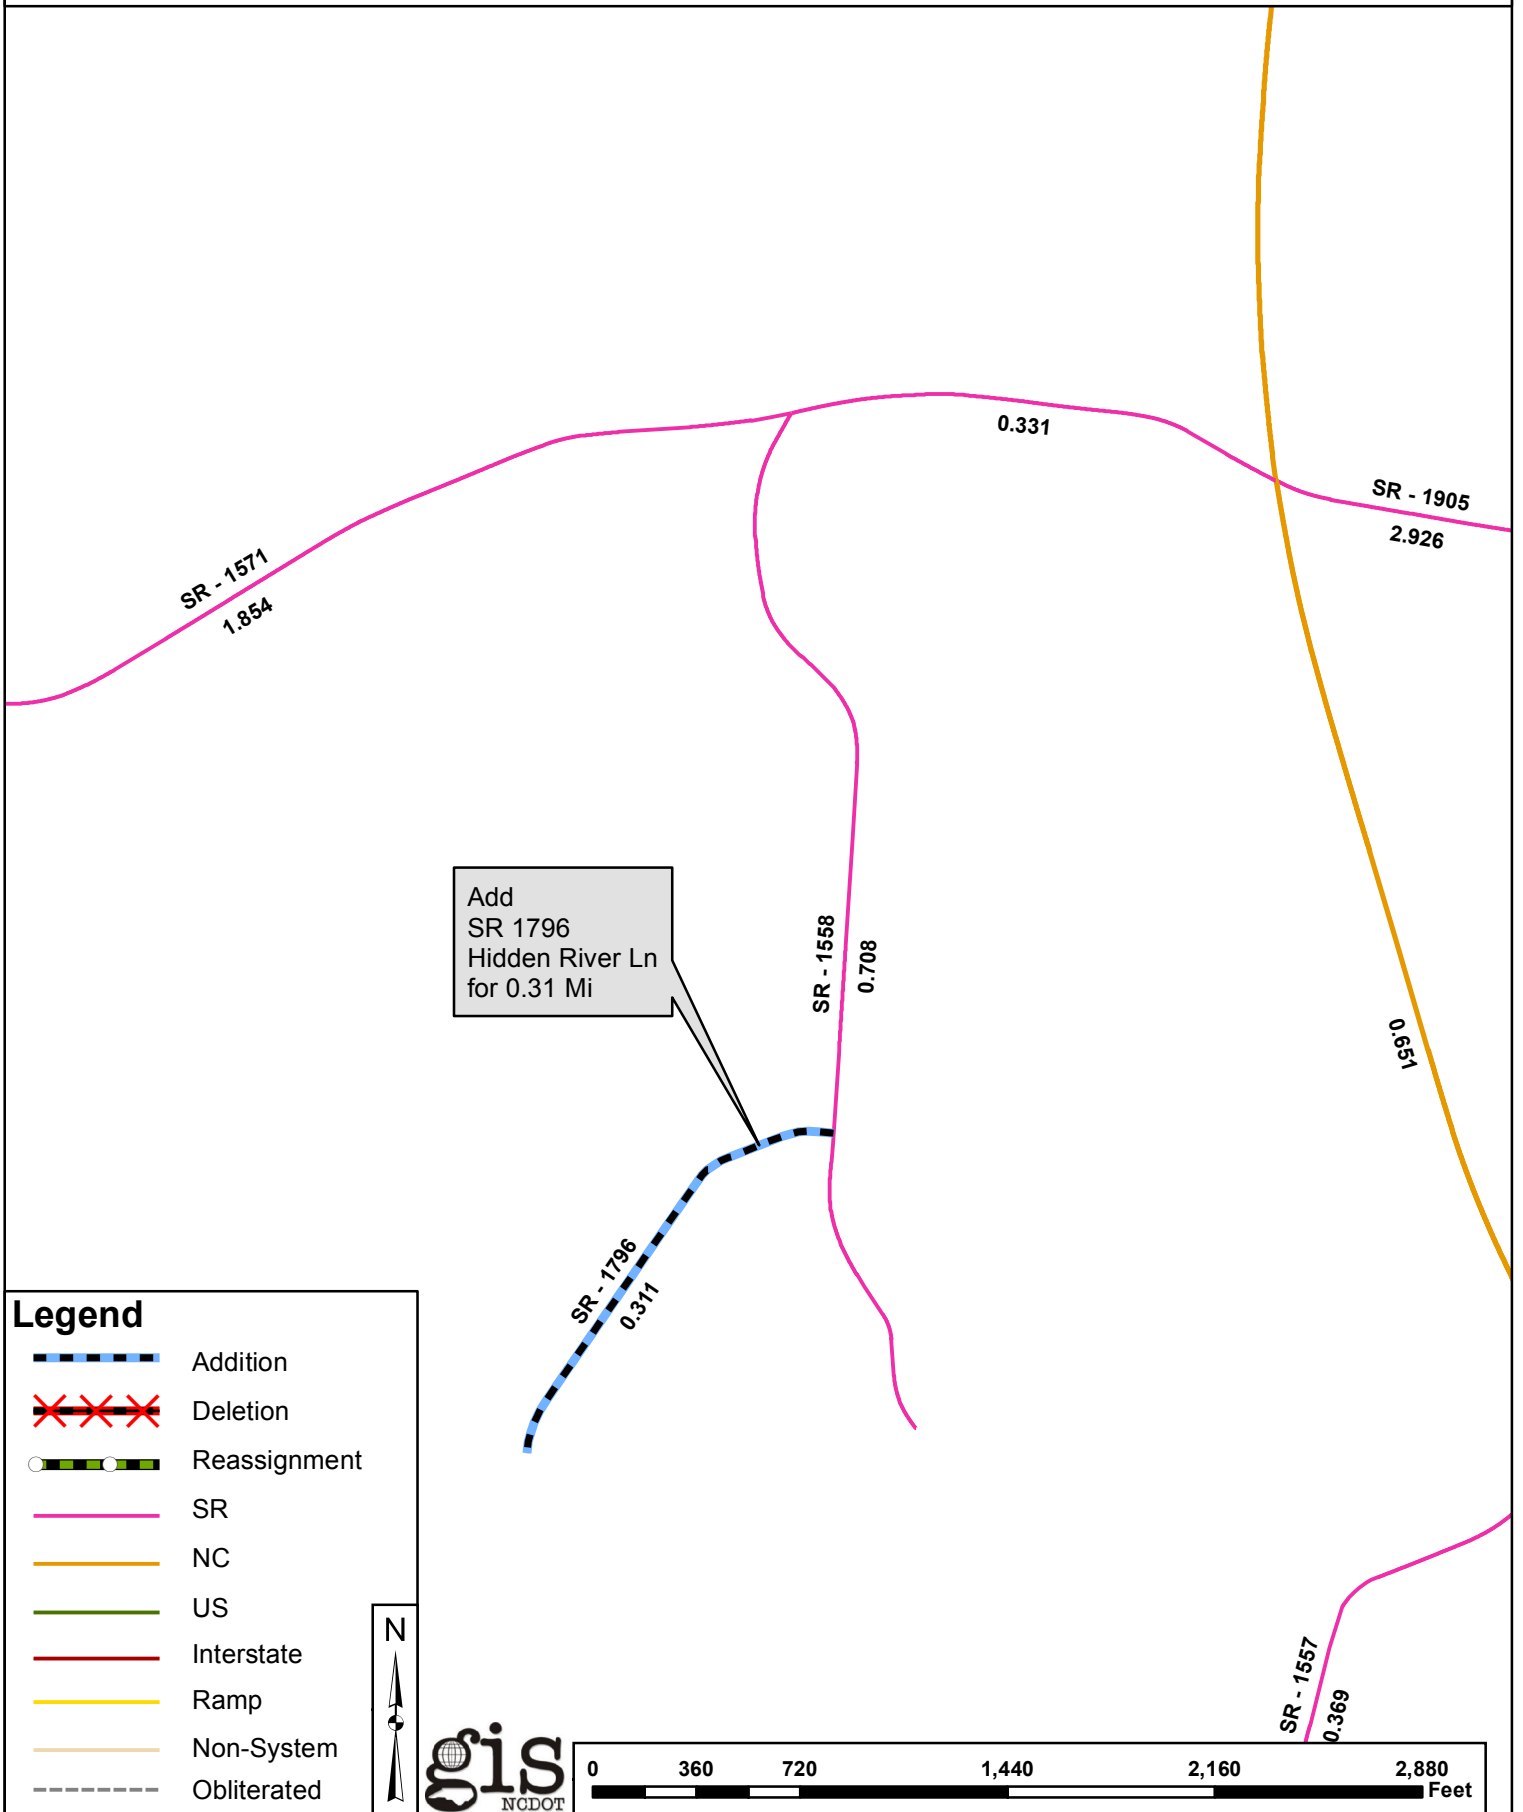 0.331
SR - 1905
2.926
SR - 1571
1.854
Add
SR 1796
Hidden River Ln
for 0.31 Mi
SR - 1558
0.708
0.651
SR - 1796
0.311
Legend
Addition
Deletion
Reassignment
SR
NC
US
Interstate
Ramp
Non-System
Obliterated
N
gis
NCDOT
SR - 1557
0.369
0 360 720 1,440 2,160 2,880
Feet